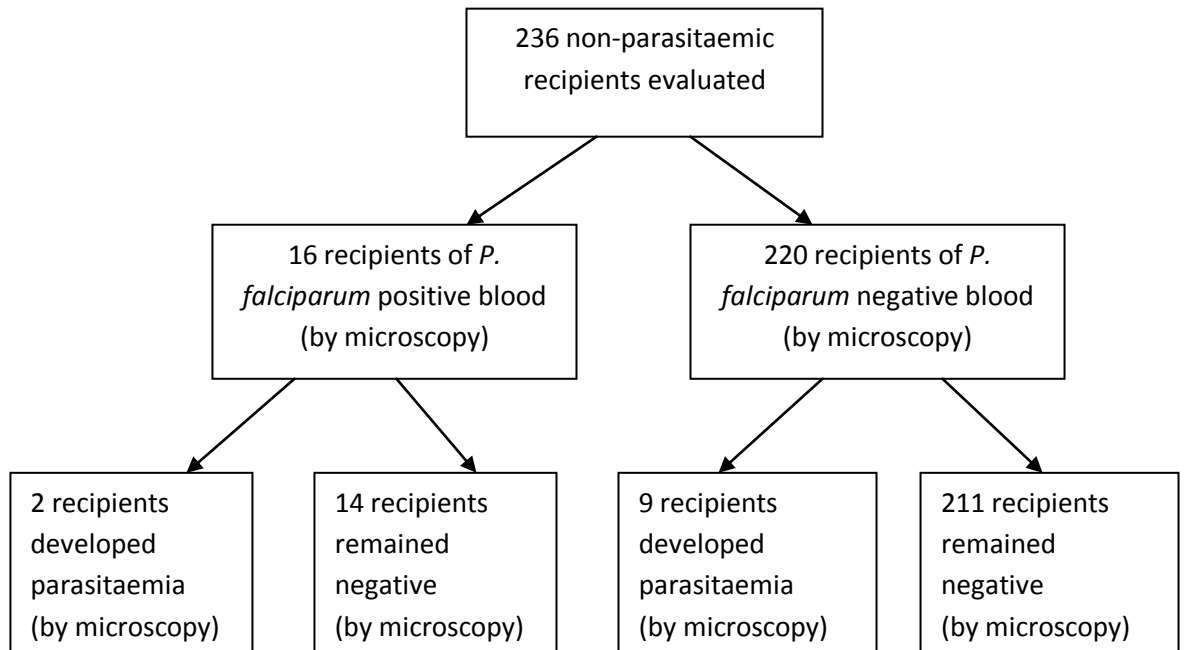 236 non-parasitaemic
recipients evaluated
16 recipients of P.
falciparum positive blood
(by microscopy)
220 recipients of P.
falciparum negative blood
(by microscopy)
2 recipients
developed
parasitaemia
(by microscopy)
14 recipients
remained
negative
(by microscopy)
9 recipients
developed
parasitaemia
(by microscopy)
211 recipients
remained
negative
(by microscopy)